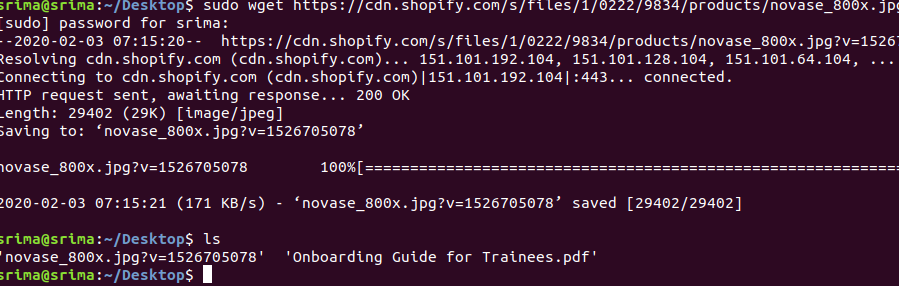 srima@srima:~/Desktop$ sudo wget https://cdn.shopify.com/s/files/1/0222/9834/products/novase_800x.jpg
[sudo] password for srima:
--2020-02-03 07:15:20-- https://cdn.shopify.com/s/files/1/0222/9834/products/novase_800x.jpg?v=15267
Resolving cdn.shopify.com (cdn.shopify.com)... 151.101.192.104, 151.101.128.104, 151.101.64.104, ...
Connecting to cdn.shopify.com (cdn.shopify.com)|151.101.192.104|:443... connected.
HTTP request sent, awaiting response... 200 OK
Length: 29402 (29K) [image/jpeg]
Saving to: ‘novase_800x.jpg?v=1526705078’
novase_800x.jpg?v=1526705078 100%[============================================================
2020-02-03 07:15:21 (171 KB/s) - ‘novase_800x.jpg?v=1526705078’ saved [29402/29402]
srima@srima:~/Desktop$ ls
'novase_800x.jpg?v=1526705078' 'Onboarding Guide for Trainees.pdf'
srima@srima:~/Desktop$